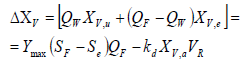 ΔX_V = ⌊Q_W X_{V,u} + (Q_F − Q_W)X_{V,e}⌋ =
= Y_max (S_F − S_e)Q_F − k_d X_{V,a} V_R